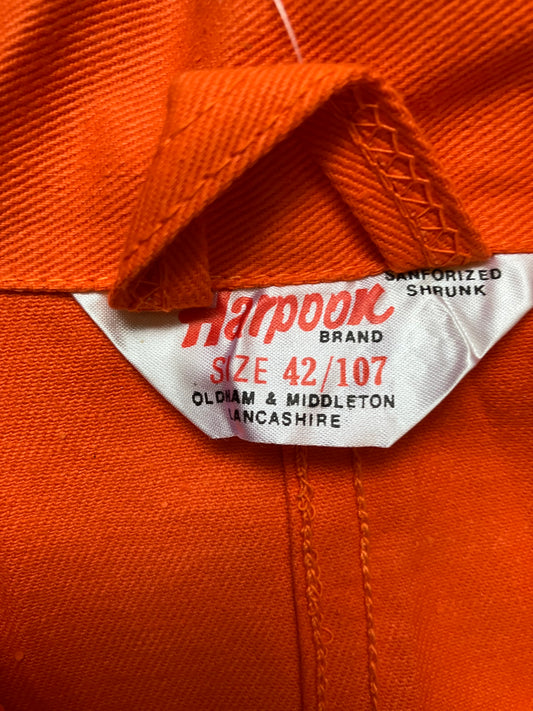 SANFORIZED
SHRUNK
Harpoon
BRAND
SIZE 42/107
OLDHAM & MIDDLETON
LANCASHIRE